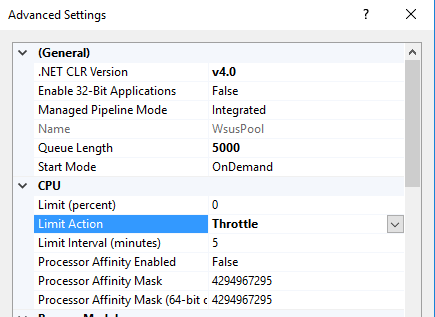 Advanced Settings
(General)
.NET CLR Version v4.0
Enable 32-Bit Applications False
Managed Pipeline Mode Integrated
Name WsusPool
Queue Length 5000
Start Mode OnDemand
CPU
Limit (percent) 0
Limit Action Throttle
Limit Interval (minutes) 5
Processor Affinity Enabled False
Processor Affinity Mask 4294967295
Processor Affinity Mask (64-bit c 4294967295